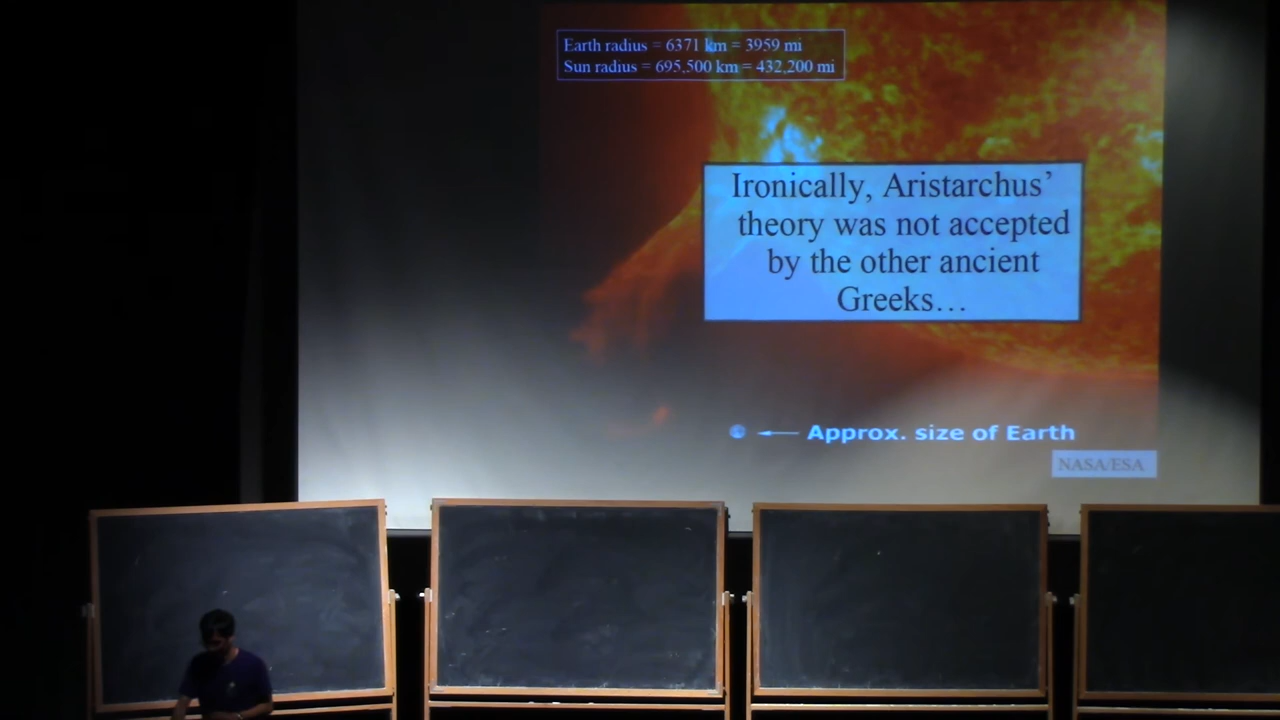 Earth radius = 6371 km = 3959 mi
Sun radius = 695,500 km = 432,200 mi
Ironically, Aristarchus’
theory was not accepted
by the other ancient
Greeks…
Approx. size of Earth
NASA/ESA